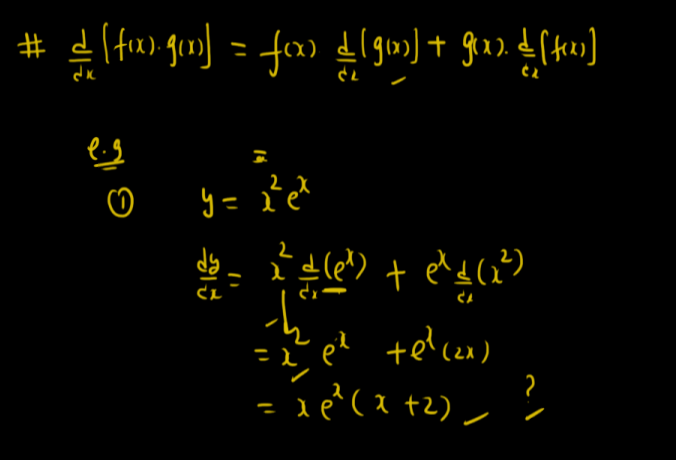 # d/dx [f(x).g(x)] = f(x) d/dx [g(x)] + g(x). d/dx [f(x)]
e.g =
① y = x²eˣ
dy/dx = x² d/dx (eˣ) + eˣ d/dx (x²)
= x² eˣ + eˣ (2x)
= x eˣ (x + 2) ?